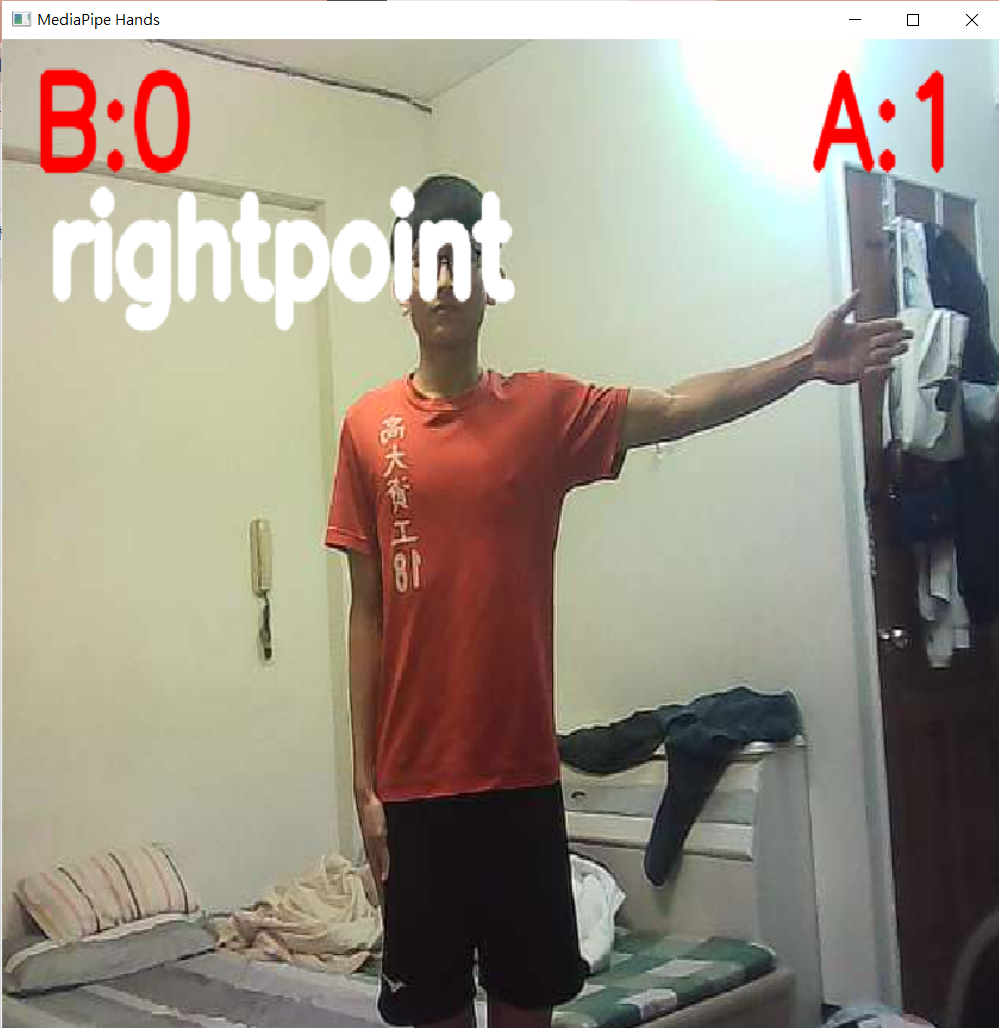 MediaPipe Hands
B:0
A:1
rightpoint
高
大
資
工
18